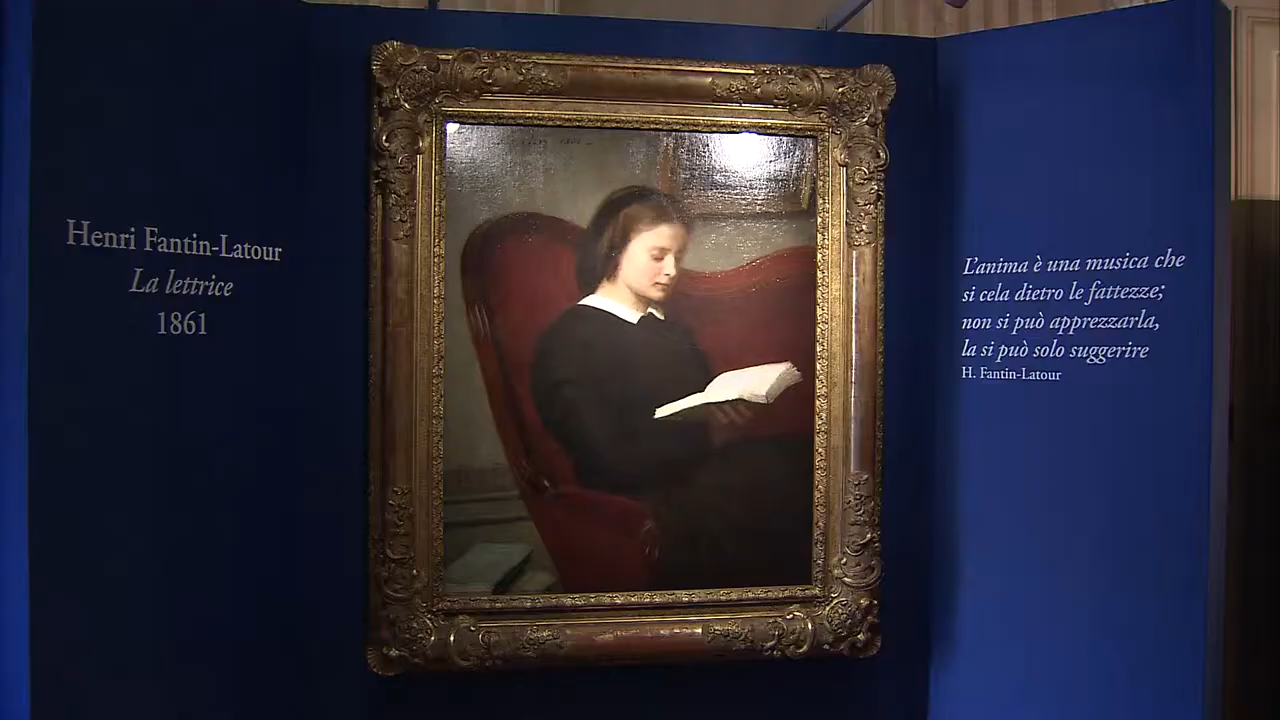 Henri Fantin-Latour
La lettrice
1861
L'anima è una musica che
si cela dietro le fattezze;
non si può apprezzarla,
la si può solo suggerire
H. Fantin-Latour